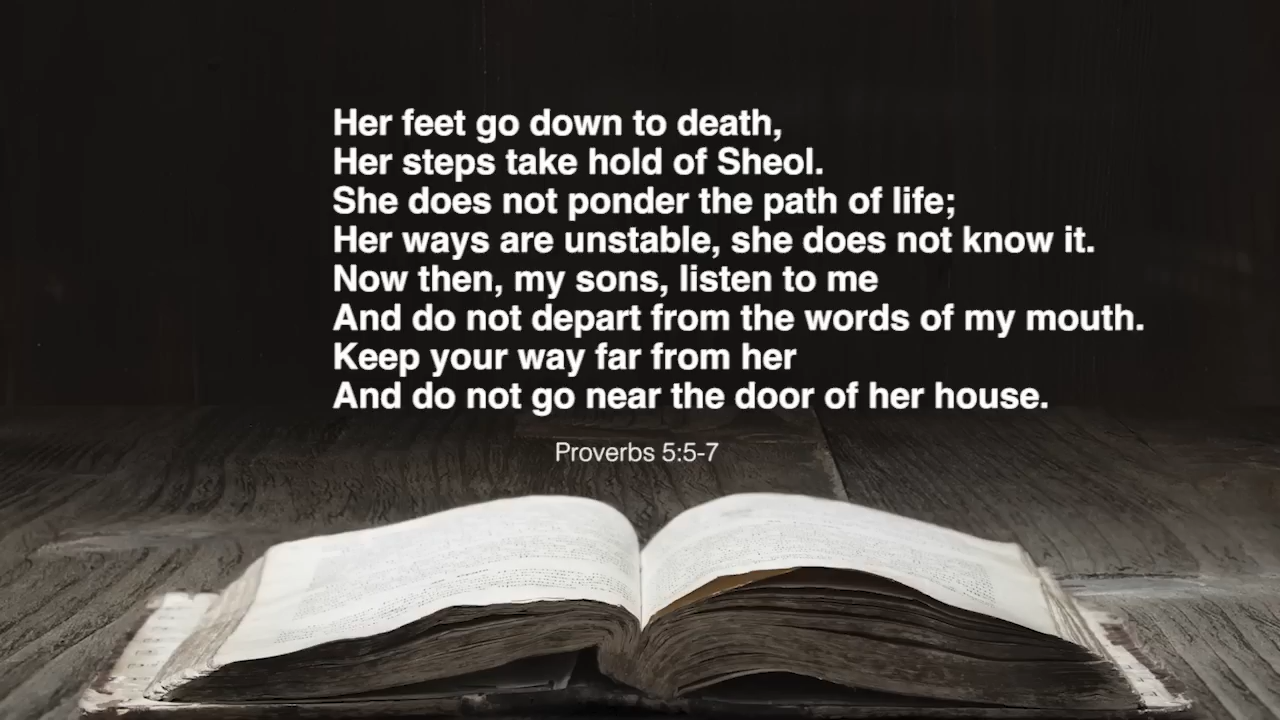 Her feet go down to death,
Her steps take hold of Sheol.
She does not ponder the path of life;
Her ways are unstable, she does not know it.
Now then, my sons, listen to me
And do not depart from the words of my mouth.
Keep your way far from her
And do not go near the door of her house.
Proverbs 5:5-7